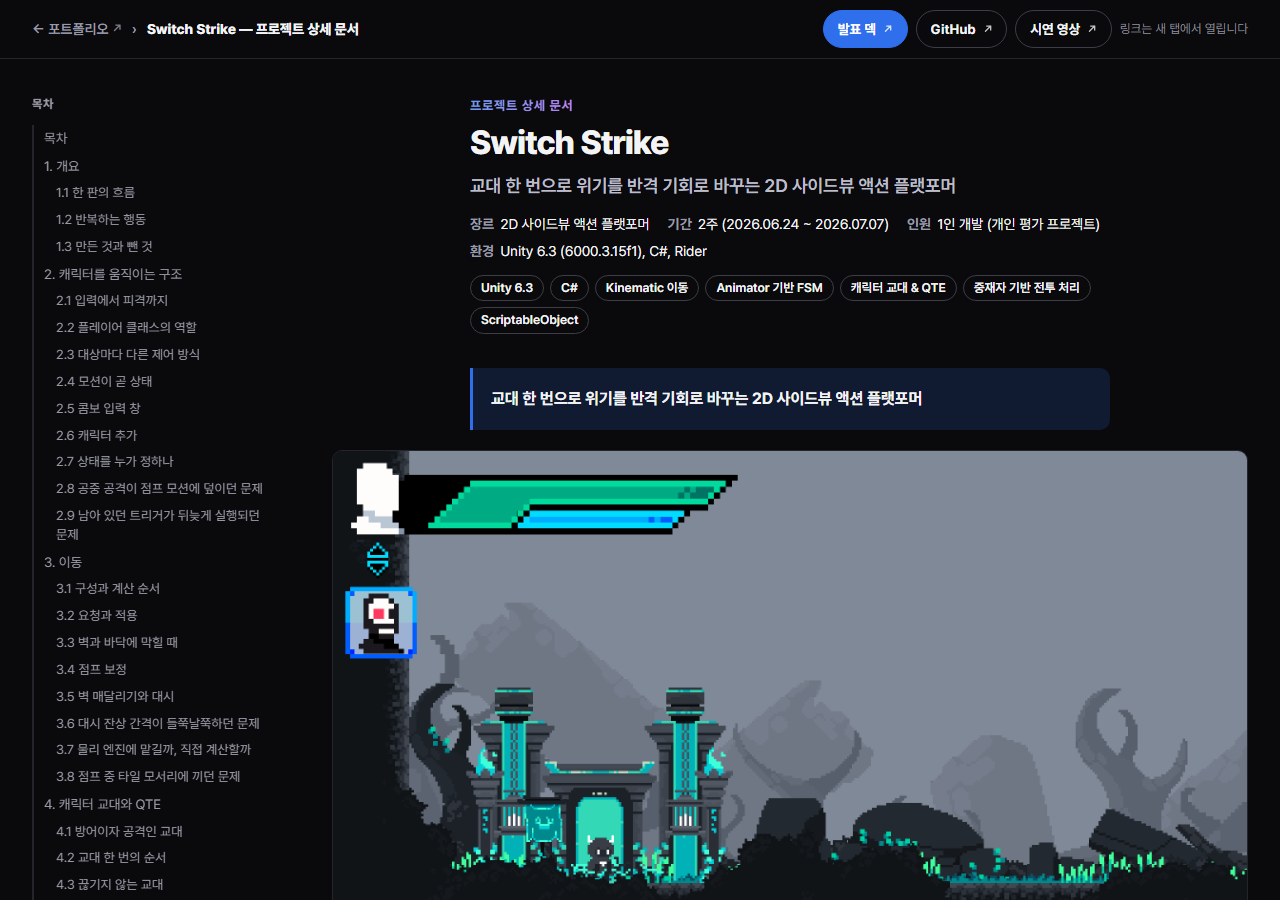 ← 포트폴리오 ↗ › Switch Strike — 프로젝트 상세 문서
발표 덱 ↗ GitHub ↗ 시연 영상 ↗ 링크는 새 탭에서 열립니다
목차
목차
1. 개요
1.1 한 판의 흐름
1.2 반복하는 행동
1.3 만든 것과 뺀 것
2. 캐릭터를 움직이는 구조
2.1 입력에서 피격까지
2.2 플레이어 클래스의 역할
2.3 대상마다 다른 제어 방식
2.4 모션이 곧 상태
2.5 콤보 입력 창
2.6 캐릭터 추가
2.7 상태를 누가 정하나
2.8 공중 공격이 점프 모션에 덮이던 문제
2.9 남아 있던 트리거가 뒤늦게 실행되던
문제
3. 이동
3.1 구성과 계산 순서
3.2 요청과 적용
3.3 벽과 바닥에 막힐 때
3.4 점프 보정
3.5 벽 매달리기와 대시
3.6 대시 잔상 간격이 들쭉날쭉하던 문제
3.7 물리 엔진에 맡길까, 직접 계산할까
3.8 점프 중 타일 모서리에 끼던 문제
4. 캐릭터 교대와 QTE
4.1 방어이자 공격인 교대
4.2 교대 한 번의 순서
4.3 끊기지 않는 교대
프로젝트 상세 문서
Switch Strike
교대 한 번으로 위기를 반격 기회로 바꾸는 2D 사이드뷰 액션 플랫포머
장르 2D 사이드뷰 액션 플랫포머 기간 2주 (2026.06.24 ~ 2026.07.07) 인원 1인 개발 (개인 평가 프로젝트)
환경 Unity 6.3 (6000.3.15f1), C#, Rider
Unity 6.3 C# Kinematic 이동 Animator 기반 FSM 캐릭터 교대 & QTE 중재자 기반 전투 처리
ScriptableObject
교대 한 번으로 위기를 반격 기회로 바꾸는 2D 사이드뷰 액션 플랫포머